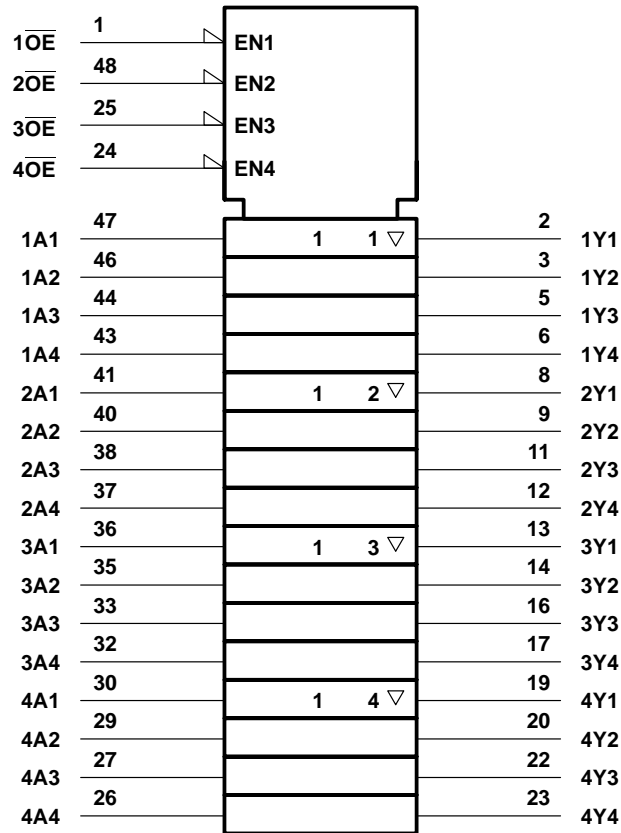 1O̅E̅ 1 EN1
2O̅E̅ 48 EN2
3O̅E̅ 25 EN3
4O̅E̅ 24 EN4
1A1 47 1 1 ▽ 2 1Y1
1A2 46 3 1Y2
1A3 44 5 1Y3
1A4 43 6 1Y4
2A1 41 1 2 ▽ 8 2Y1
2A2 40 9 2Y2
2A3 38 11 2Y3
2A4 37 12 2Y4
3A1 36 1 3 ▽ 13 3Y1
3A2 35 14 3Y2
3A3 33 16 3Y3
3A4 32 17 3Y4
4A1 30 1 4 ▽ 19 4Y1
4A2 29 20 4Y2
4A3 27 22 4Y3
4A4 26 23 4Y4